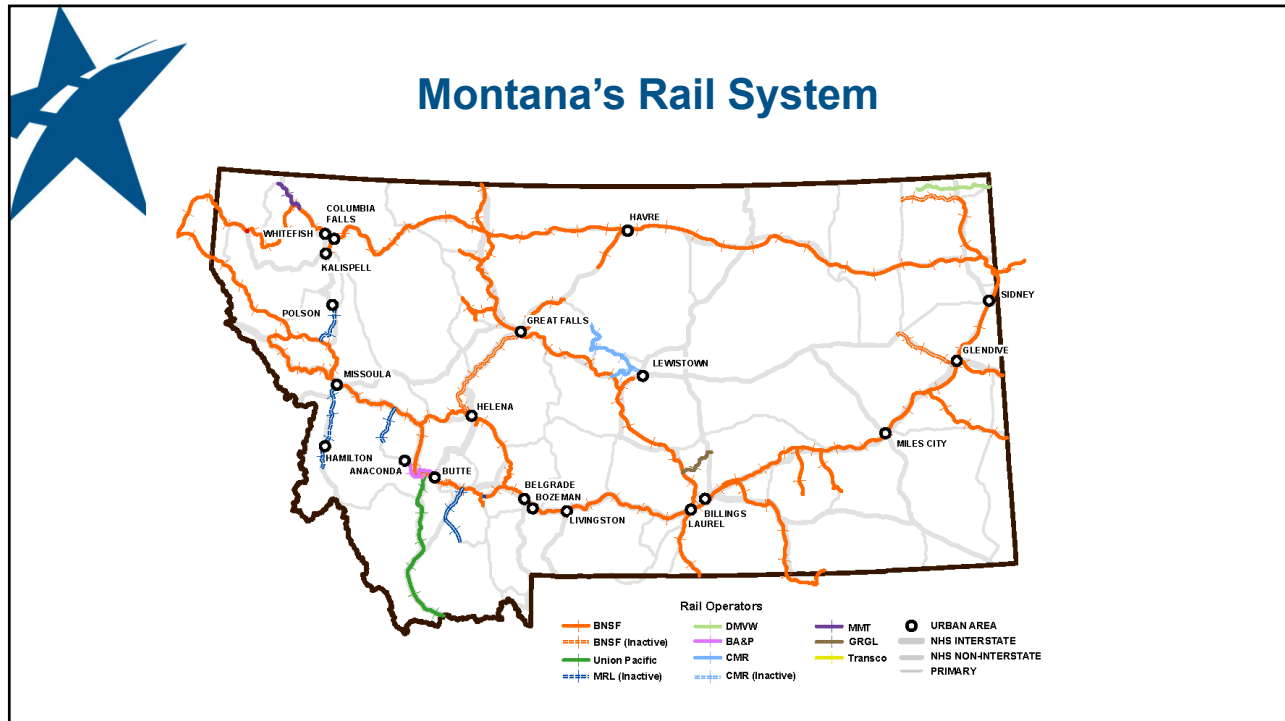 Montana's Rail System
COLUMBIA
FALLS
WHITEFISH
HAVRE
KALISPELL
POLSON
SIDNEY
GREAT FALLS
GLENDIVE
LEWISTOWN
MISSOULA
HELENA
MILES CITY
HAMILTON
ANACONDA
BUTTE
BELGRADE
BOZEMAN
LIVINGSTON
BILLINGS
LAUREL
Rail Operators
BNSF
BNSF (Inactive)
Union Pacific
MRL (Inactive)
DMVW
BA&P
CMR
CMR (Inactive)
MMT
GRGL
Transco
URBAN AREA
NHS INTERSTATE
NHS NON-INTERSTATE
PRIMARY